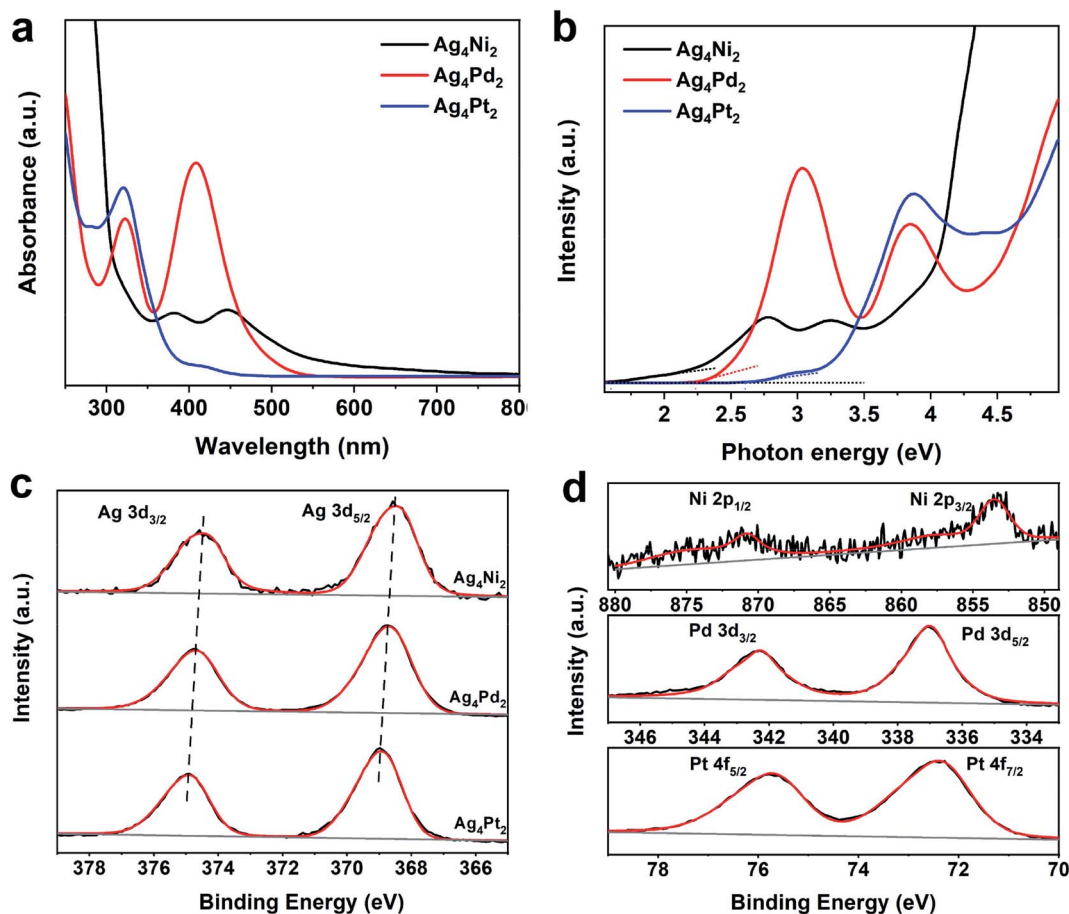 a
Ag4Ni2
Ag4Pd2
Ag4Pt2
Absorbance (a.u.)
300 400 500 600 700 800
Wavelength (nm)
b
Ag4Ni2
Ag4Pd2
Ag4Pt2
Intensity (a.u.)
2 2.5 3 3.5 4 4.5
Photon energy (eV)
c
Ag 3d3/2 Ag 3d5/2
Ag4Ni2
Ag4Pd2
Ag4Pt2
Intensity (a.u.)
378 376 374 372 370 368 366
Binding Energy (eV)
d
Ni 2p1/2 Ni 2p3/2
880 875 870 865 860 855 850
Pd 3d3/2 Pd 3d5/2
346 344 342 340 338 336 334
Pt 4f5/2 Pt 4f7/2
Intensity (a.u.)
78 76 74 72 70
Binding Energy (eV)